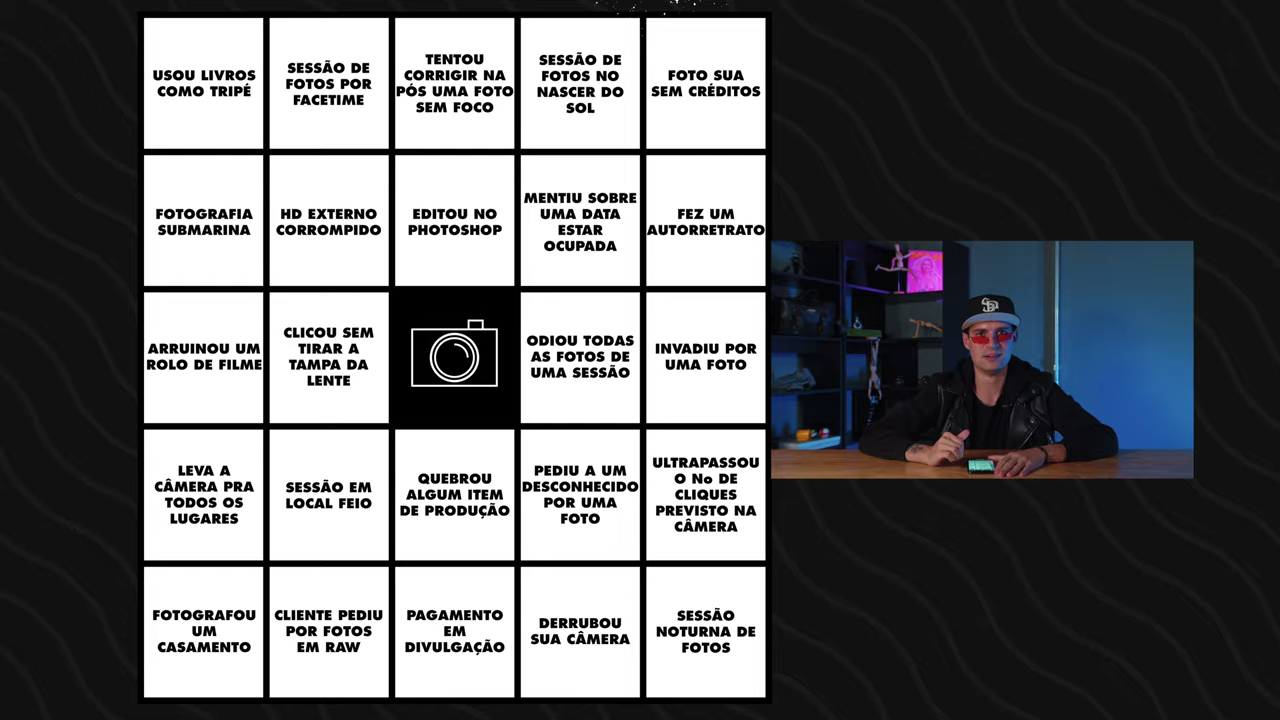 USOU LIVROS
COMO TRIPÉ
SESSÃO DE
FOTOS POR
FACETIME
TENTOU
CORRIGIR NA
PÓS UMA FOTO
SEM FOCO
SESSÃO DE
FOTOS NO
NASCER DO
SOL
FOTO SUA
SEM CRÉDITOS
FOTOGRAFIA
SUBMARINA
HD EXTERNO
CORROMPIDO
EDITOU NO
PHOTOSHOP
MENTIU SOBRE
UMA DATA
ESTAR
OCUPADA
FEZ UM
AUTORRETRATO
ARRUINOU UM
ROLO DE FILME
CLICOU SEM
TIRAR A
TAMPA DA
LENTE
ODIOU TODAS
AS FOTOS DE
UMA SESSÃO
INVADIU POR
UMA FOTO
LEVA A
CÂMERA PRA
TODOS OS
LUGARES
SESSÃO EM
LOCAL FEIO
QUEBROU
ALGUM ITEM
DE PRODUÇÃO
PEDIU A UM
DESCONHECIDO
POR UMA
FOTO
ULTRAPASSOU
O No DE
CLIQUES
PREVISTO NA
CÂMERA
FOTOGRAFOU
UM
CASAMENTO
CLIENTE PEDIU
POR FOTOS
EM RAW
PAGAMENTO
EM
DIVULGAÇÃO
DERRUBOU
SUA CÂMERA
SESSÃO
NOTURNA DE
FOTOS